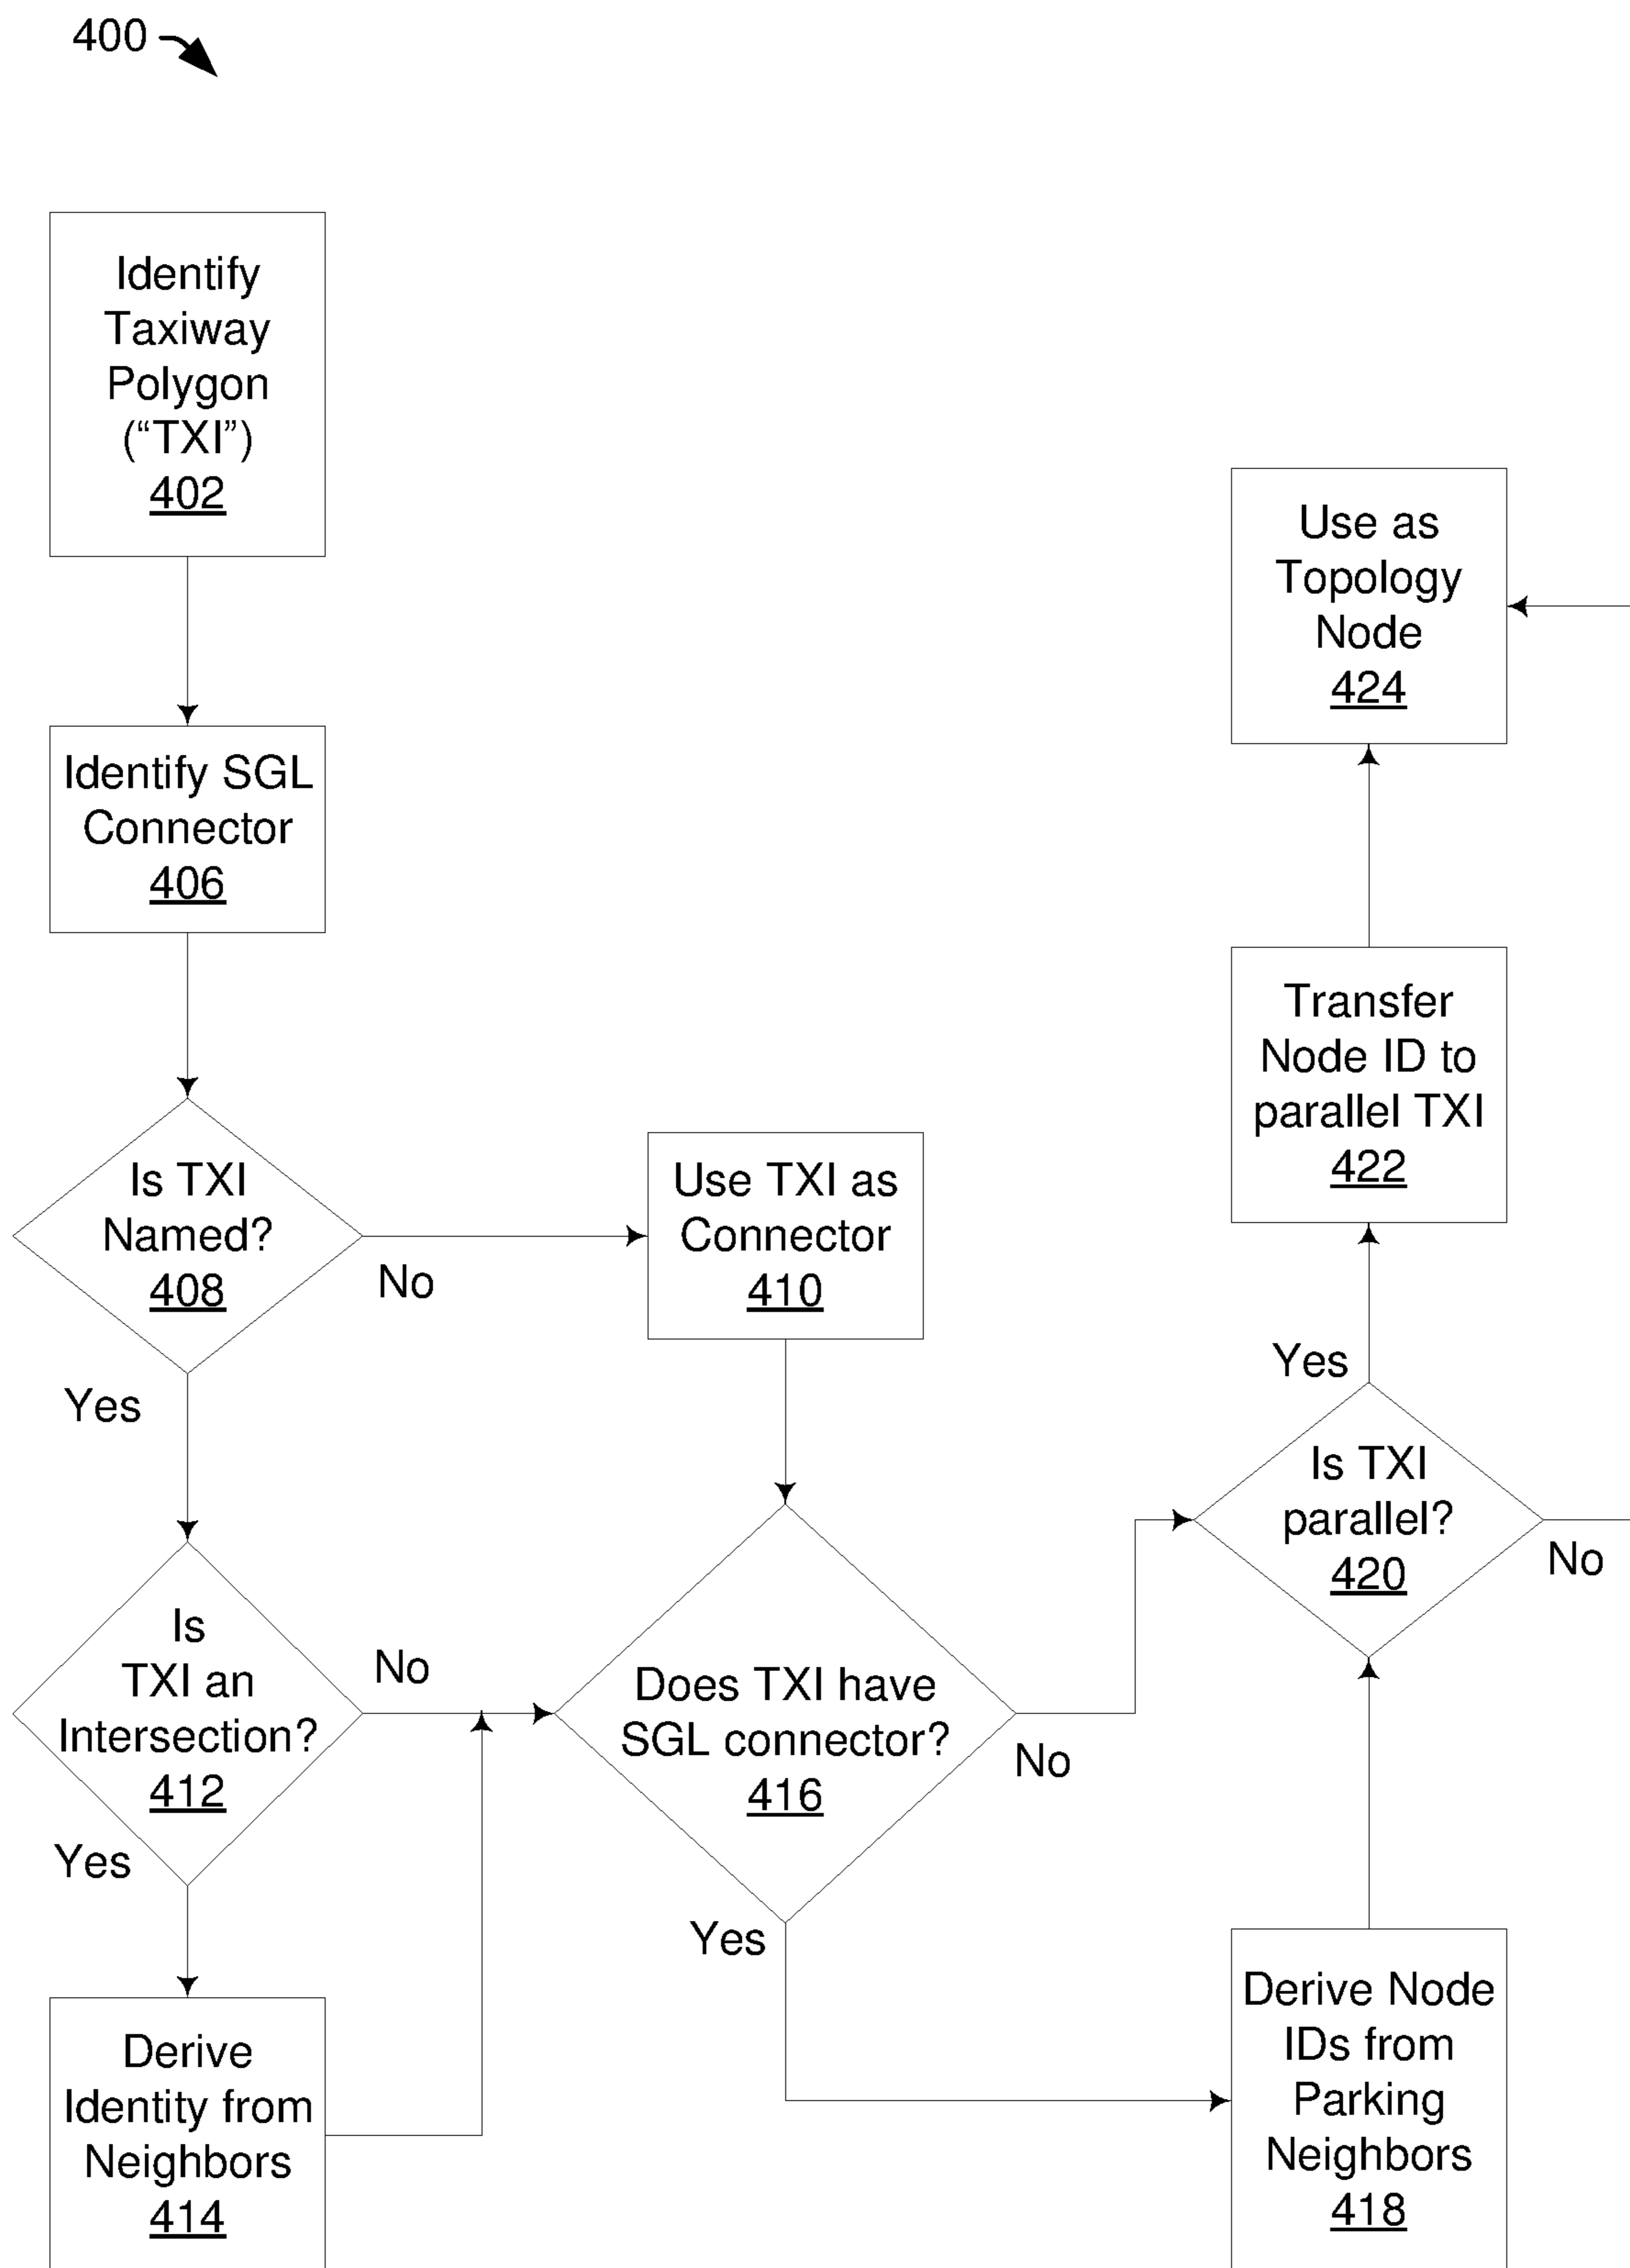 400
Identify
Taxiway
Polygon
(“TXI”)
402
Identify SGL
Connector
406
Is TXI
Named?
408
No
Yes
Use TXI as
Connector
410
Is
TXI an
Intersection?
412
No
Yes
Derive
Identity from
Neighbors
414
Does TXI have
SGL connector?
416
No
Yes
Derive Node
IDs from
Parking
Neighbors
418
Is TXI
parallel?
420
Yes
No
Transfer
Node ID to
parallel TXI
422
Use as
Topology
Node
424